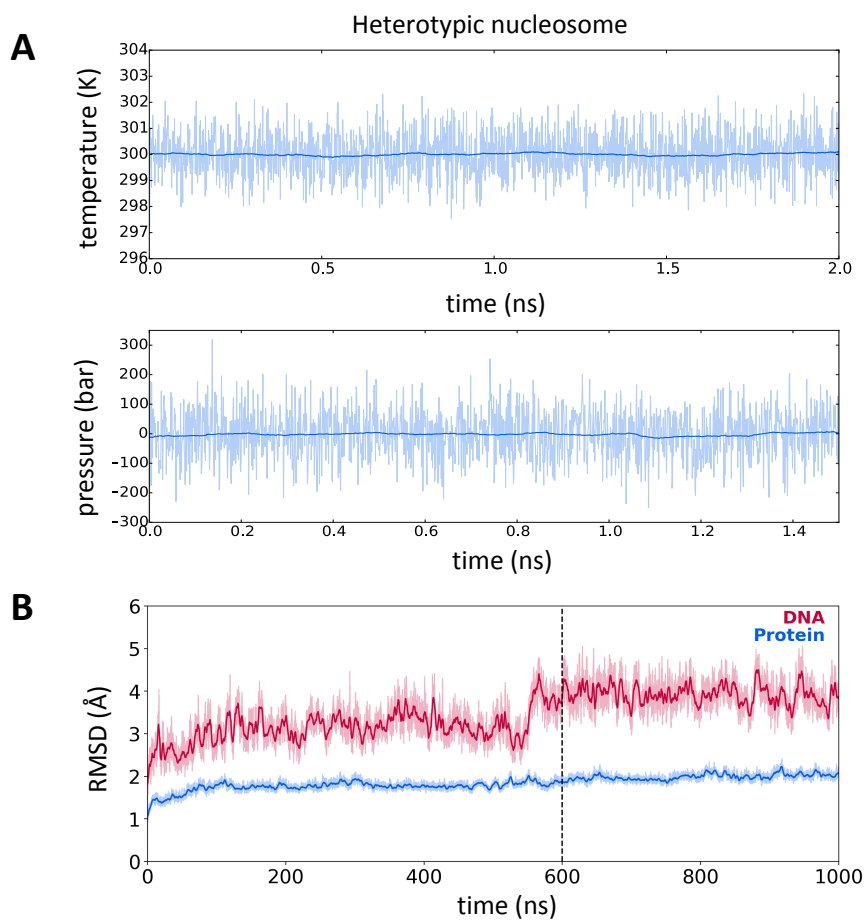 Heterotypic nucleosome
A
temperature (K)
304
303
302
301
300
299
298
297
296
0.0 0.5 1.0 1.5 2.0
time (ns)
pressure (bar)
300
200
100
0
−100
−200
−300
0.0 0.2 0.4 0.6 0.8 1.0 1.2 1.4
time (ns)
B
RMSD (Å)
6
5
4
3
2
1
0
DNA
Protein
0 200 400 600 800 1000
time (ns)